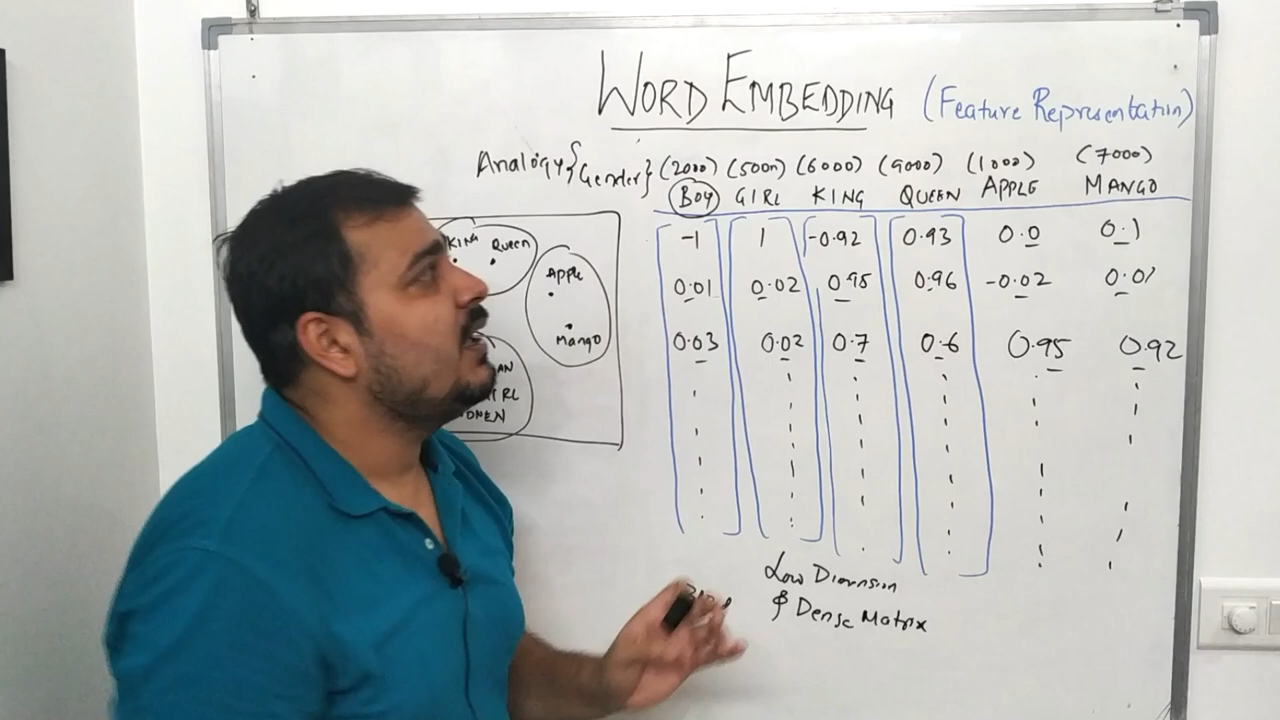 WORD EMBEDDING (Feature Representation)
Analogy {Gender} (2000) (5000) (6000) (9000) (1000) (7000)
Boy GIRL KING QUEEN APPLE MANGO
-1 1 -0.92 0.93 0.0 0.1
0.01 0.02 0.95 0.96 -0.02 0.01
0.03 0.02 0.7 0.6 0.95 0.92
KING Queen
Apple
Mango
Low Dimension
& Dense Matrix